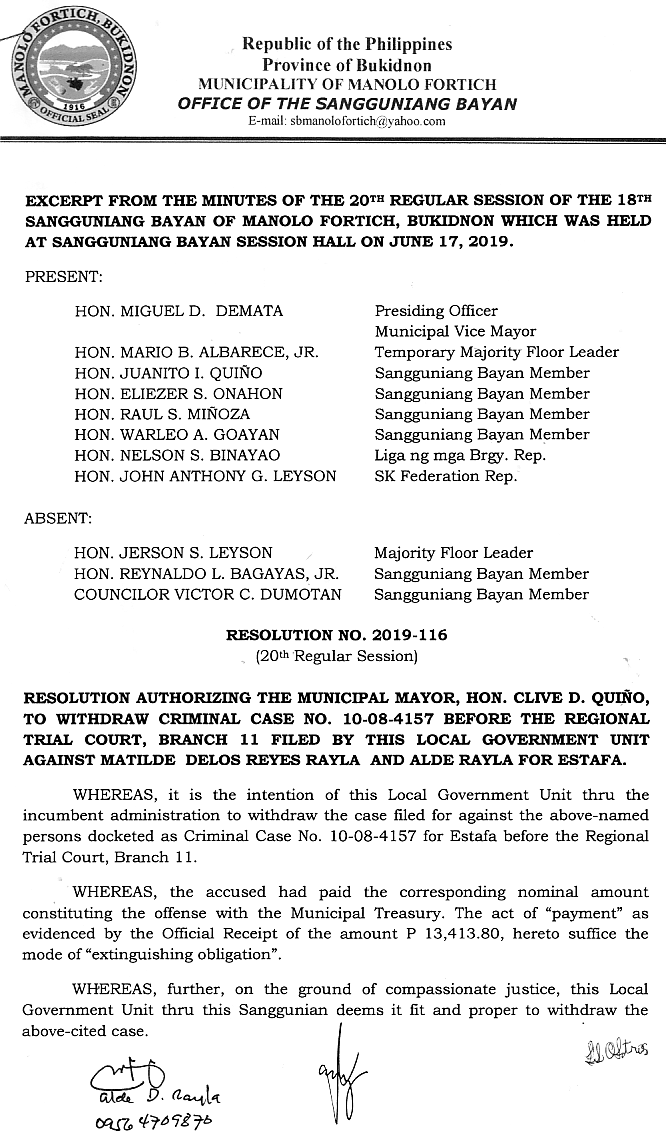 MANOLO FORTICH, BUKIDNON
1916
OFFICIAL SEAL
Republic of the Philippines
Province of Bukidnon
MUNICIPALITY OF MANOLO FORTICH
OFFICE OF THE SANGGUNIANG BAYAN
E-mail: sbmanolofortich@yahoo.com
EXCERPT FROM THE MINUTES OF THE 20TH REGULAR SESSION OF THE 18TH
SANGGUNIANG BAYAN OF MANOLO FORTICH, BUKIDNON WHICH WAS HELD
AT SANGGUNIANG BAYAN SESSION HALL ON JUNE 17, 2019.
PRESENT:
HON. MIGUEL D. DEMATA Presiding Officer
Municipal Vice Mayor
HON. MARIO B. ALBARECE, JR. Temporary Majority Floor Leader
HON. JUANITO I. QUIÑO Sangguniang Bayan Member
HON. ELIEZER S. ONAHON Sangguniang Bayan Member
HON. RAUL S. MIÑOZA Sangguniang Bayan Member
HON. WARLEO A. GOAYAN Sangguniang Bayan Member
HON. NELSON S. BINAYAO Liga ng mga Brgy. Rep.
HON. JOHN ANTHONY G. LEYSON SK Federation Rep.
ABSENT:
HON. JERSON S. LEYSON Majority Floor Leader
HON. REYNALDO L. BAGAYAS, JR. Sangguniang Bayan Member
COUNCILOR VICTOR C. DUMOTAN Sangguniang Bayan Member
RESOLUTION NO. 2019-116
(20th Regular Session)
RESOLUTION AUTHORIZING THE MUNICIPAL MAYOR, HON. CLIVE D. QUIÑO,
TO WITHDRAW CRIMINAL CASE NO. 10-08-4157 BEFORE THE REGIONAL
TRIAL COURT, BRANCH 11 FILED BY THIS LOCAL GOVERNMENT UNIT
AGAINST MATILDE DELOS REYES RAYLA AND ALDE RAYLA FOR ESTAFA.
WHEREAS, it is the intention of this Local Government Unit thru the
incumbent administration to withdraw the case filed for against the above-named
persons docketed as Criminal Case No. 10-08-4157 for Estafa before the Regional
Trial Court, Branch 11.
WHEREAS, the accused had paid the corresponding nominal amount
constituting the offense with the Municipal Treasury. The act of “payment” as
evidenced by the Official Receipt of the amount P 13,413.80, hereto suffice the
mode of “extinguishing obligation”.
WHEREAS, further, on the ground of compassionate justice, this Local
Government Unit thru this Sanggunian deems it fit and proper to withdraw the
above-cited case.
Alde D. Rayla
0956 4709870